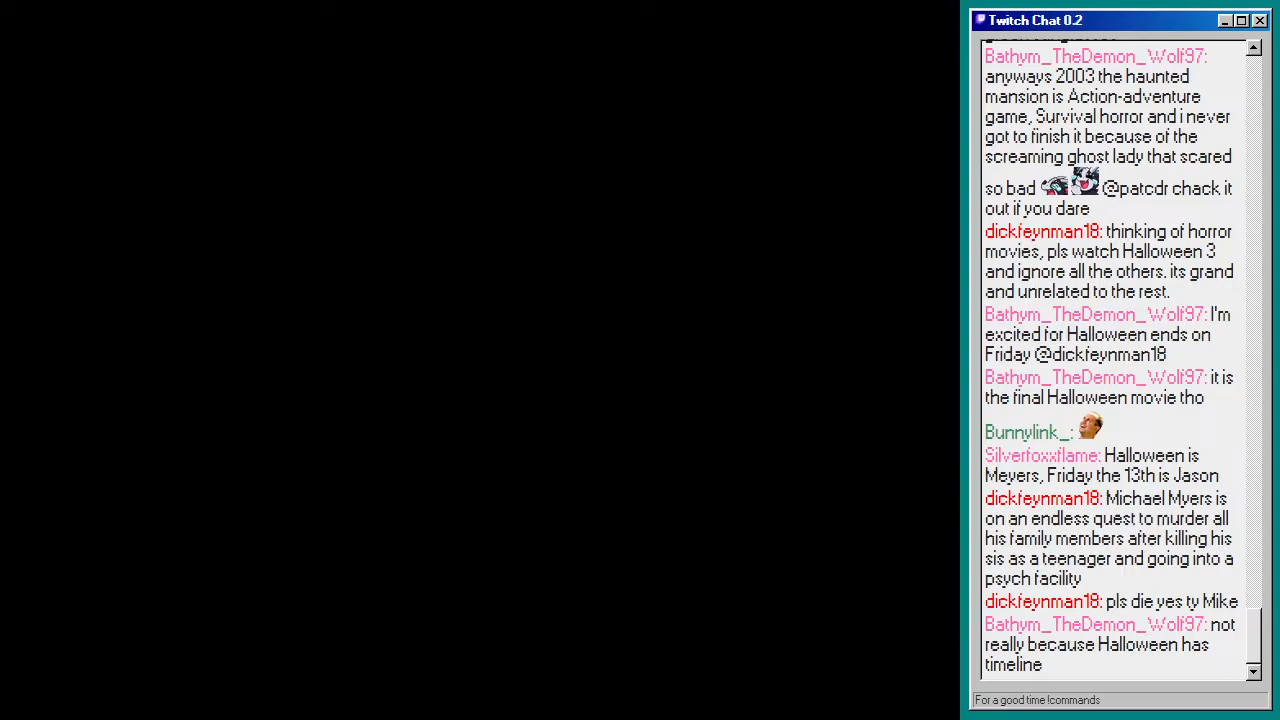 Twitch Chat 0.2
Bathym_TheDemon_Wolf97:
anyways 2003 the haunted
mansion is Action-adventure
game, Survival horror and i never
got to finish it because of the
screaming ghost lady that scared
so bad @patcdr chack it
out if you dare
dickfeynman18: thinking of horror
movies, pls watch Halloween 3
and ignore all the others. its grand
and unrelated to the rest.
Bathym_TheDemon_Wolf97: I'm
excited for Halloween ends on
Friday @dickfeynman18
Bathym_TheDemon_Wolf97: it is
the final Halloween movie tho
Bunnylink_:
Silverfoxxflame: Halloween is
Meyers, Friday the 13th is Jason
dickfeynman18: Michael Myers is
on an endless quest to murder all
his family members after killing his
sis as a teenager and going into a
psych facility
dickfeynman18: pls die yes ty Mike
Bathym_TheDemon_Wolf97: not
really because Halloween has
timeline
For a good time !commands